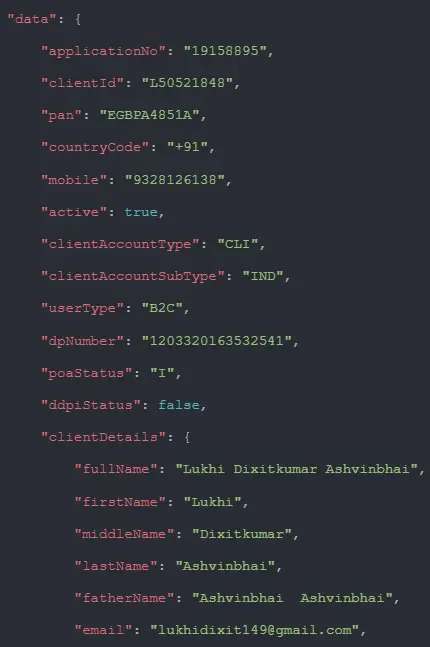 "data": {
"applicationNo": "19158895",
"clientId": "L50521848",
"pan": "EGBPA4851A",
"countryCode": "+91",
"mobile": "9328126138",
"active": true,
"clientAccountType": "CLI",
"clientAccountSubType": "IND",
"userType": "B2C",
"dpNumber": "1203320163532541",
"poaStatus": "I",
"ddpiStatus": false,
"clientDetails": {
"fullName": "Lukhi Dixitkumar Ashvinbhai",
"firstName": "Lukhi",
"middleName": "Dixitkumar",
"lastName": "Ashvinbhai",
"fatherName": "Ashvinbhai  Ashvinbhai",
"email": "lukhidixit149@gmail.com",